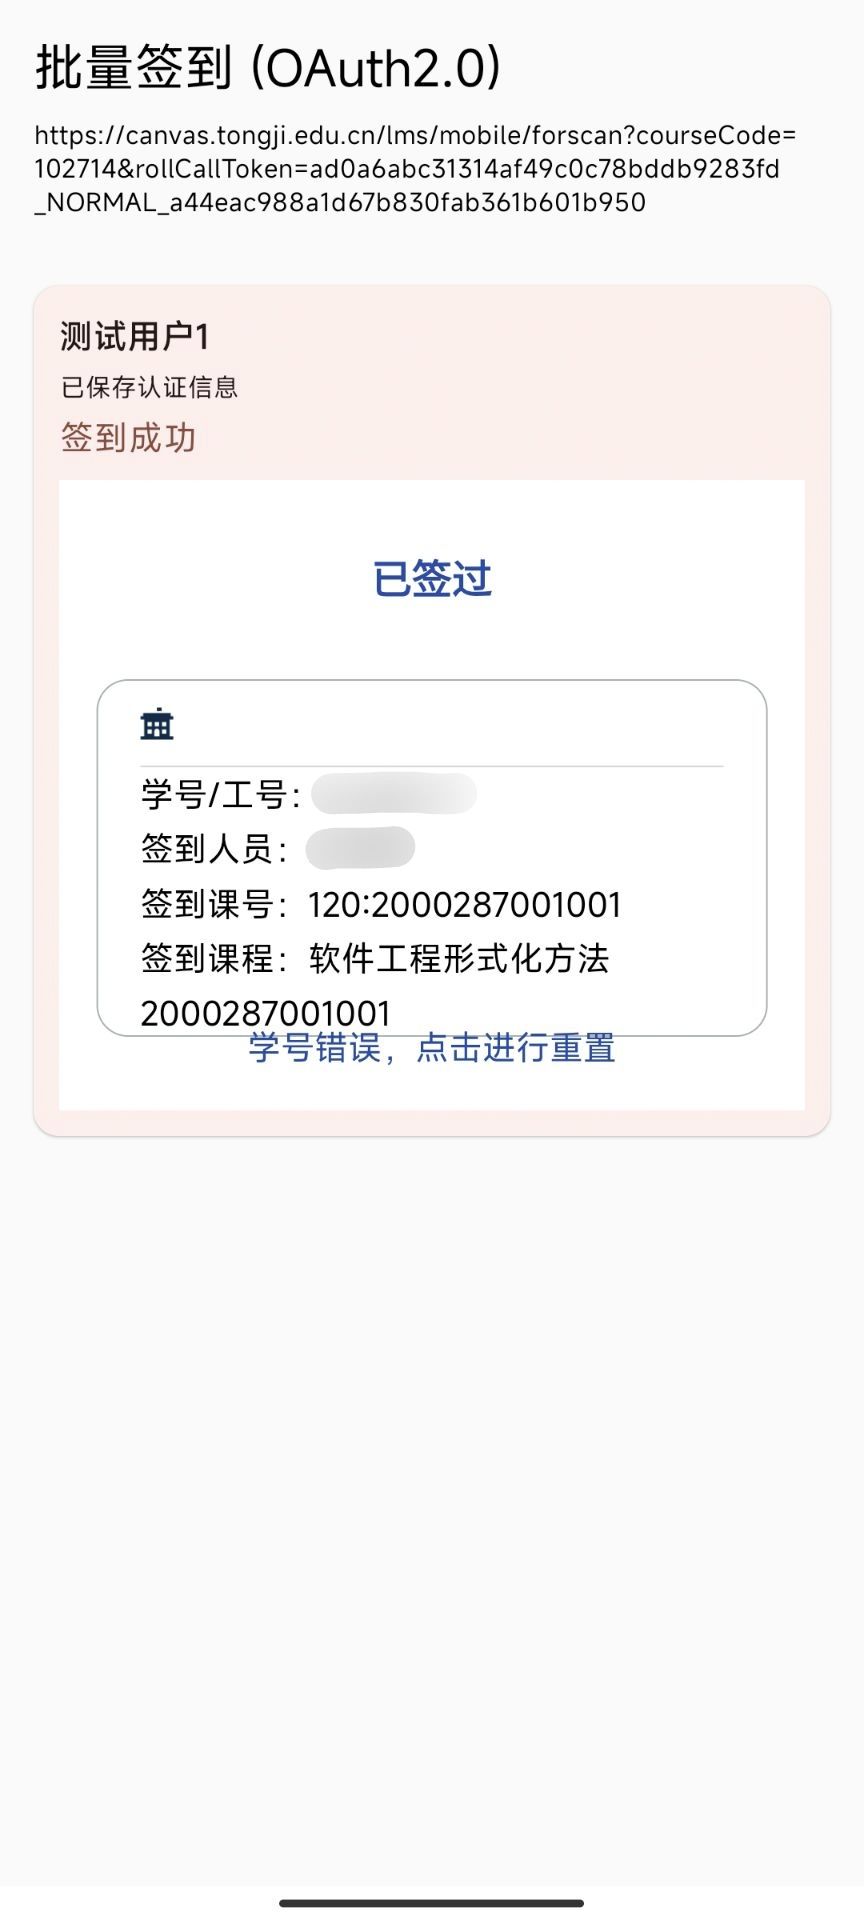 批量签到 (OAuth2.0)
https://canvas.tongji.edu.cn/lms/mobile/forscan?courseCode=
102714&rollCallToken=ad0a6abc31314af49c0c78bddb9283fd
_NORMAL_a44eac988a1d67b830fab361b601b950
测试用户1
已保存认证信息
签到成功
已签过
学号/工号:
签到人员：
签到课号：120:2000287001001
签到课程：软件工程形式化方法
2000287001001
学号错误，点击进行重置